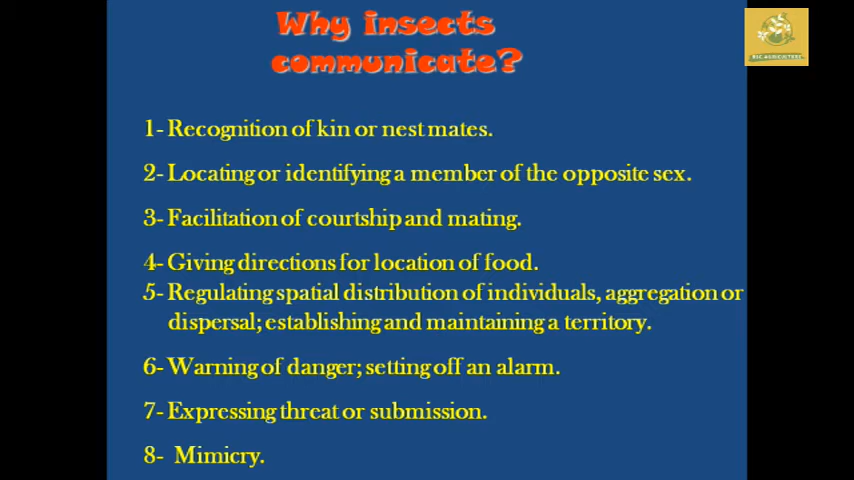 Why insects
communicate?
BSC.AGRICULTURE
1- Recognition of kin or nest mates.
2- Locating or identifying a member of the opposite sex.
3- Facilitation of courtship and mating.
4- Giving directions for location of food.
5- Regulating spatial distribution of individuals, aggregation or
dispersal; establishing and maintaining a territory.
6- Warning of danger; setting off an alarm.
7- Expressing threat or submission.
8- Mimicry.